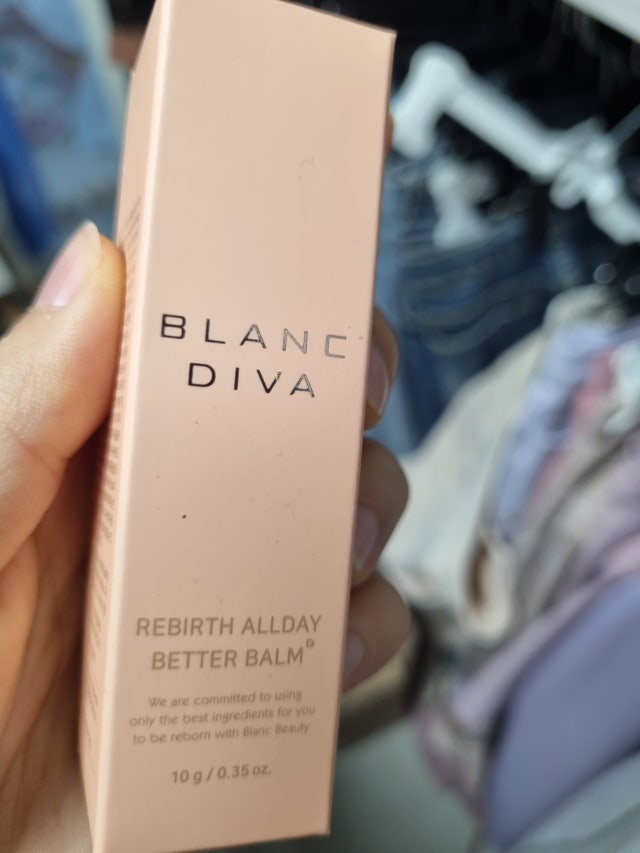 BLANC
DIVA
REBIRTH ALLDAY
BETTER BALM
We are committed to using
only the best ingredients for you
to be reborn with Blanc Beauty
10 g / 0.35 oz.